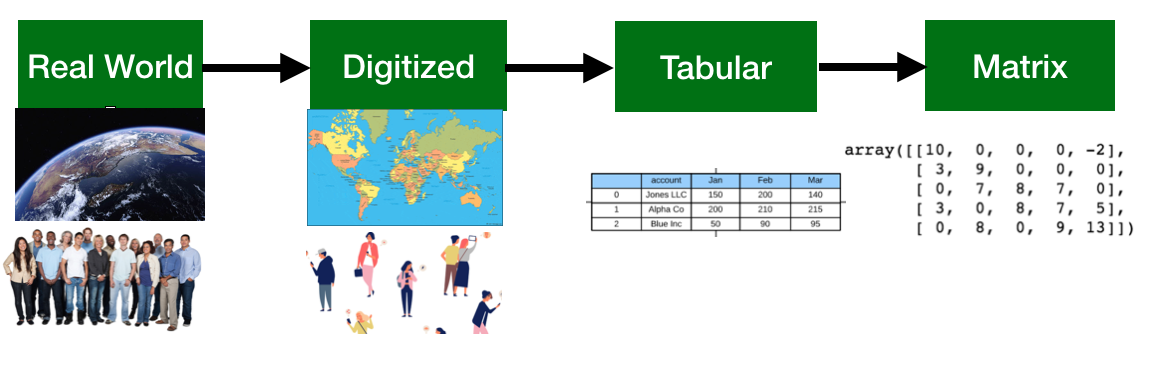 Real World
Digitized
Tabular
Matrix
account Jan Feb Mar
0 Jones LLC 150 200 140
1 Alpha Co 200 210 215
2 Blue Inc 50 90 95
array([[10, 0, 0, 0, -2],
[ 3, 9, 0, 0, 0],
[ 0, 7, 8, 7, 0],
[ 3, 0, 8, 7, 5],
[ 0, 8, 0, 9, 13]])